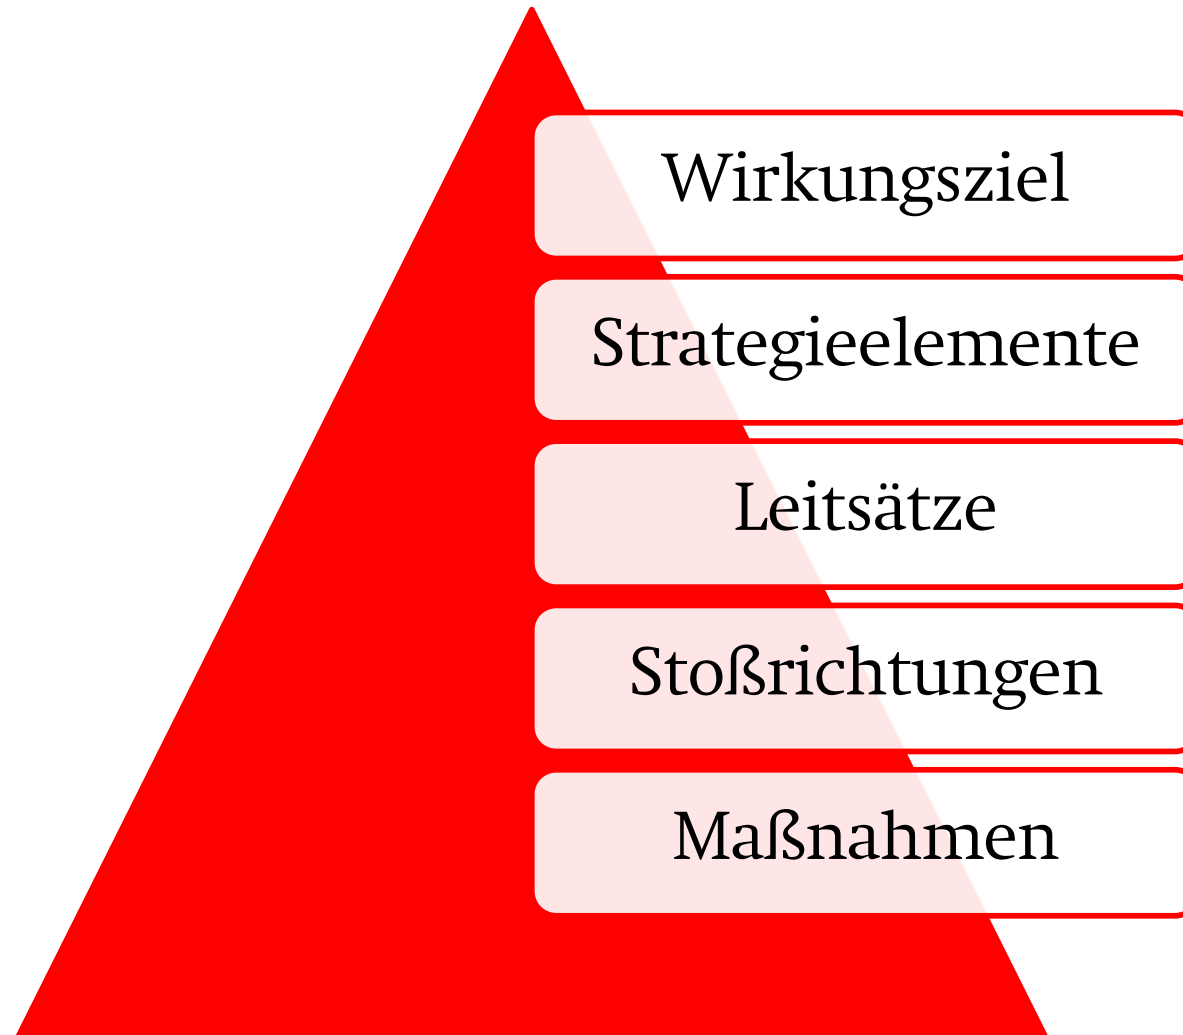 Wirkungsziel
Strategieelemente
Leitsätze
Stoßrichtungen
Maßnahmen